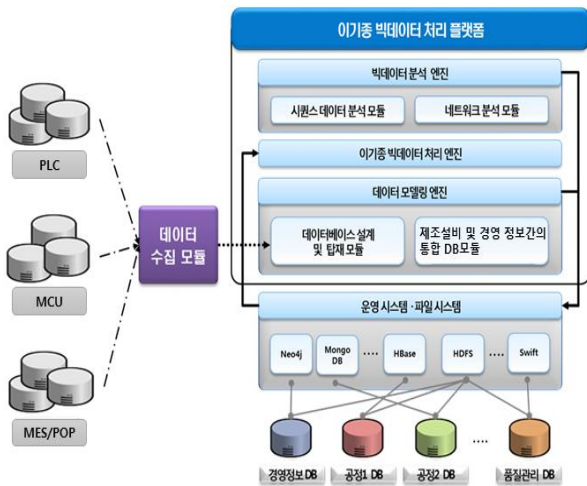 이기종 빅데이터 처리 플랫폼
빅데이터 분석 엔진
시퀀스 데이터 분석 모듈
네트워크 분석 모듈
이기종 빅데이터 처리 엔진
데이터 모델링 엔진
데이터베이스 설계
및 탑재 모듈
제조설비 및 경영 정보간의
통합 DB모듈
PLC
MCU
MES/POP
데이터
수집 모듈
운영 시스템·파일 시스템
Neo4j
Mongo
DB
....
HBase
HDFS
....
Swift
경영정보 DB
공정1 DB
공정2 DB
....
품질관리 DB